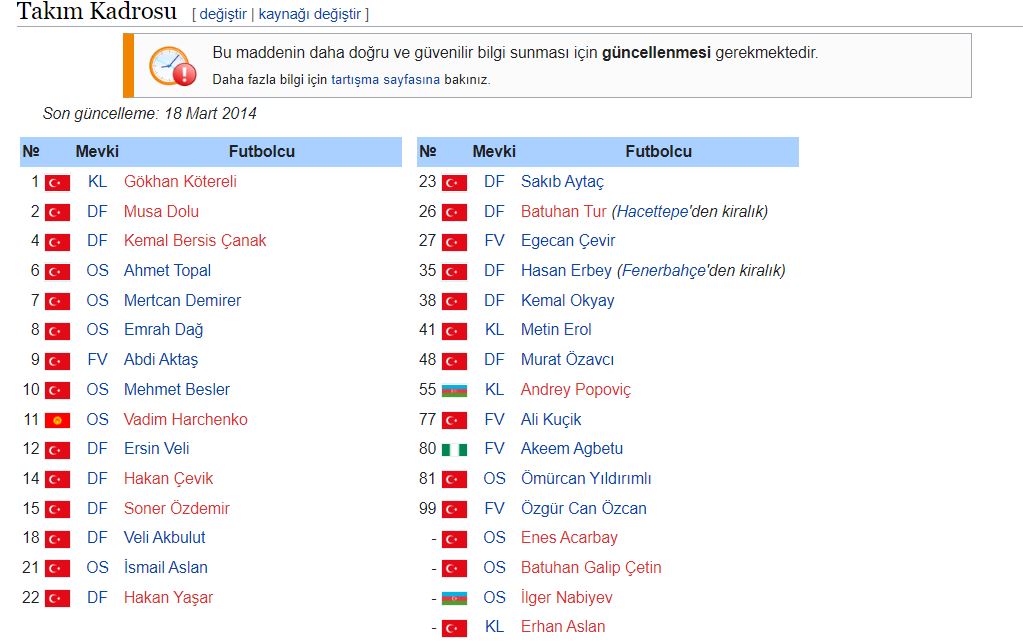 Takım Kadrosu [ değiştir | kaynağı değiştir ]
Bu maddenin daha doğru ve güvenilir bilgi sunması için güncellenmesi gerekmektedir.
Daha fazla bilgi için tartışma sayfasına bakınız.
Son güncelleme: 18 Mart 2014
№ Mevki Futbolcu
1 KL Gökhan Kötereli
2 DF Musa Dolu
4 DF Kemal Bersis Çanak
6 OS Ahmet Topal
7 OS Mertcan Demirer
8 OS Emrah Dağ
9 FV Abdi Aktaş
10 OS Mehmet Besler
11 OS Vadim Harchenko
12 DF Ersin Veli
14 DF Hakan Çevik
15 DF Soner Özdemir
18 DF Veli Akbulut
21 OS İsmail Aslan
22 DF Hakan Yaşar
№ Mevki Futbolcu
23 DF Sakıb Aytaç
26 DF Batuhan Tur (Hacettepe'den kiralık)
27 FV Egecan Çevir
35 DF Hasan Erbey (Fenerbahçe'den kiralık)
38 DF Kemal Okyay
41 KL Metin Erol
48 DF Murat Özavcı
55 KL Andrey Popoviç
77 FV Ali Kuçik
80 FV Akeem Agbetu
81 OS Ömürcan Yıldırımlı
99 FV Özgür Can Özcan
- OS Enes Acarbay
- OS Batuhan Galip Çetin
- OS İlger Nabiyev
- KL Erhan Aslan